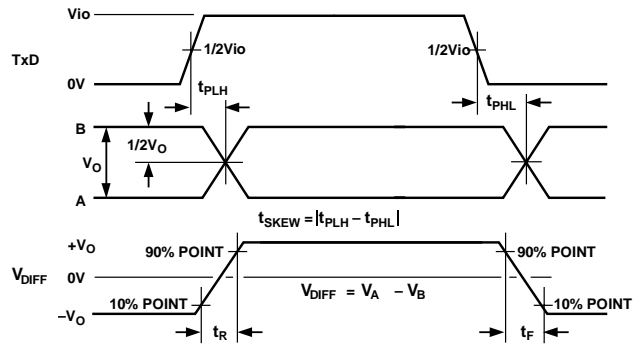 Vio
1/2Vio
1/2Vio
TxD
0V
tPLH
tPHL
B
1/2VO
VO
A
tSKEW = |tPLH – tPHL|
+VO
90% POINT
90% POINT
VDIFF
0V
VDIFF = VA – VB
10% POINT
10% POINT
–VO
tR
tF